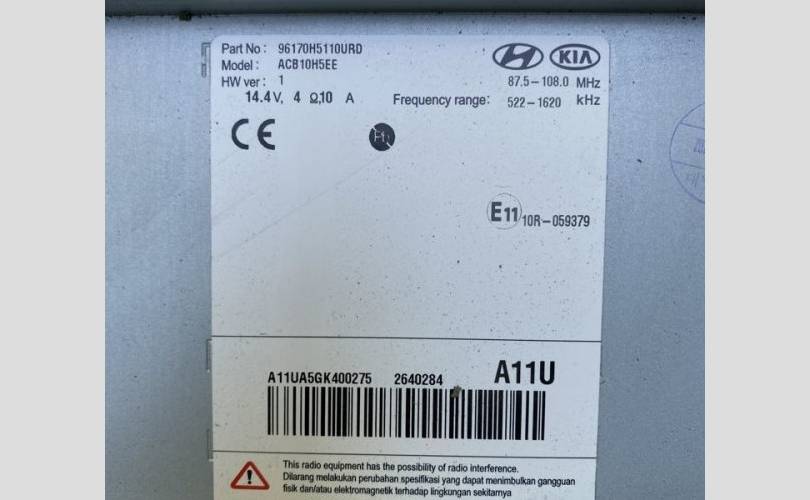 Part No : 96170H5110URD
Model : ACB10H5EE
HW ver : 1
14.4V, 4 Ω,10 A
HYUNDAI KIA
87.5-108.0 MHz
Frequency range: 522-1620 kHz
CE
E11 10R-059379
A11UA5GK400275 2640284 A11U
This radio equipment has the possibility of radio interference.
Dilarang melakukan perubahan spesifikasi yang dapat menimbulkan gangguan
fisik dan/atau elektromagnetik terhadap lingkungan sekitarnya